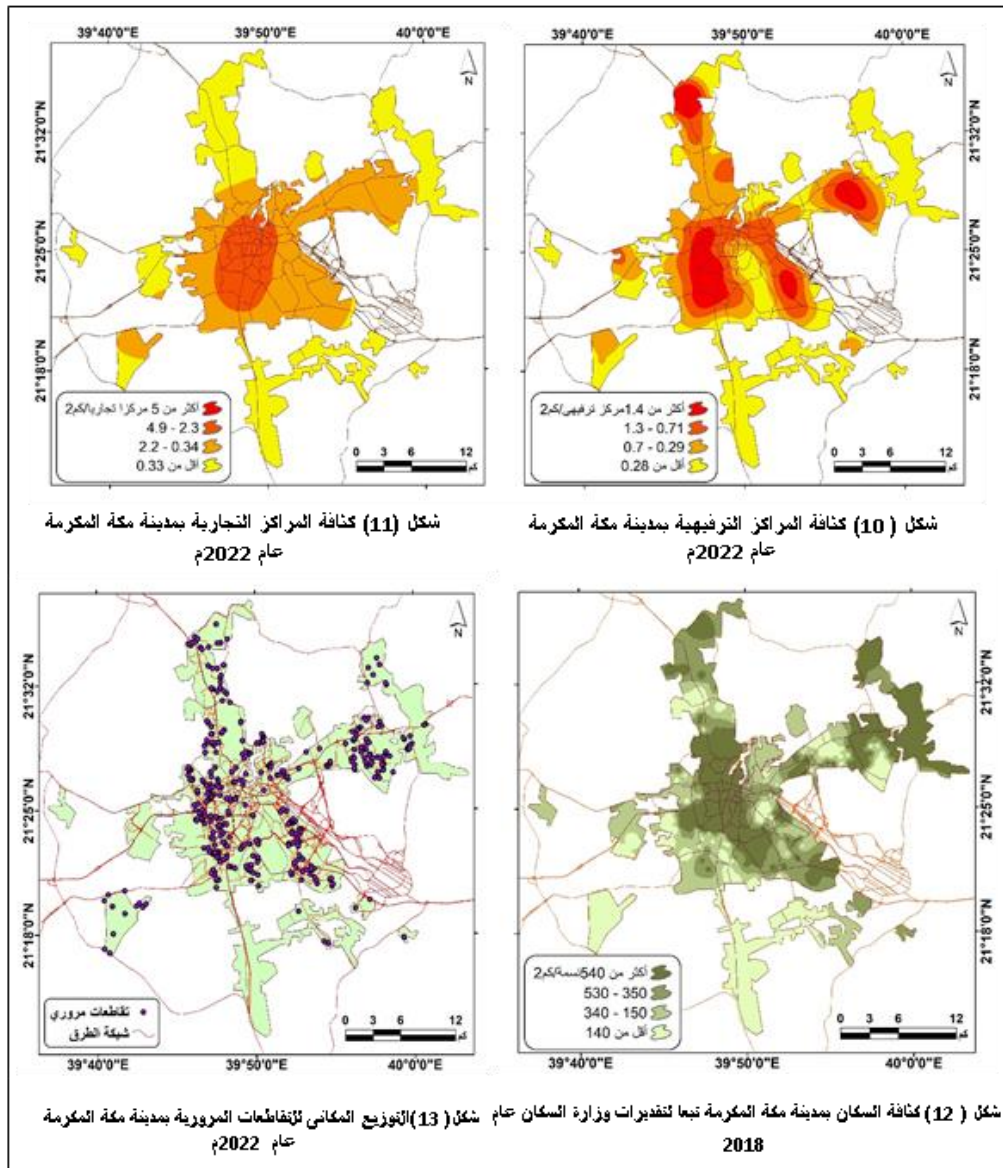 39°40'0"E 39°50'0"E 40°0'0"E
21°32'0"N
21°25'0"N
21°18'0"N
N
أكثر من 1.4 مركز ترفيهي/كم2
1.3 - 0.71
0.7 - 0.29
أقل من 0.28
0 3 6 12
كم
شكل ( 10) كثافة المراكز الترفيهية بمدينة مكة المكرمة
عام 2022م
39°40'0"E 39°50'0"E 40°0'0"E
21°32'0"N
21°25'0"N
21°18'0"N
N
أكثر من 5 مركزا تجاريا/كم2
4.9 - 2.3
2.2 - 0.34
أقل من 0.33
0 3 6 12
كم
شكل (11) كثافة المراكز التجارية بمدينة مكة المكرمة
عام 2022م
21°32'0"N
21°25'0"N
21°18'0"N
N
أكثر من 540نسمة/كم2
530 - 350
340 - 150
أقل من 140
0 3 6 12
كم
39°40'0"E 39°50'0"E 40°0'0"E
شكل ( 12) كثافة السكان بمدينة مكة المكرمة تبعا لتقديرات وزارة السكان عام
2018
21°32'0"N
21°25'0"N
21°18'0"N
N
تقاطعات مروري
شبكة الطرق
0 3 6 12
كم
39°40'0"E 39°50'0"E 40°0'0"E
شكل( 13)التوزيع المكاني للتقاطعات المرورية بمدينة مكة المكرمة
عام 2022م